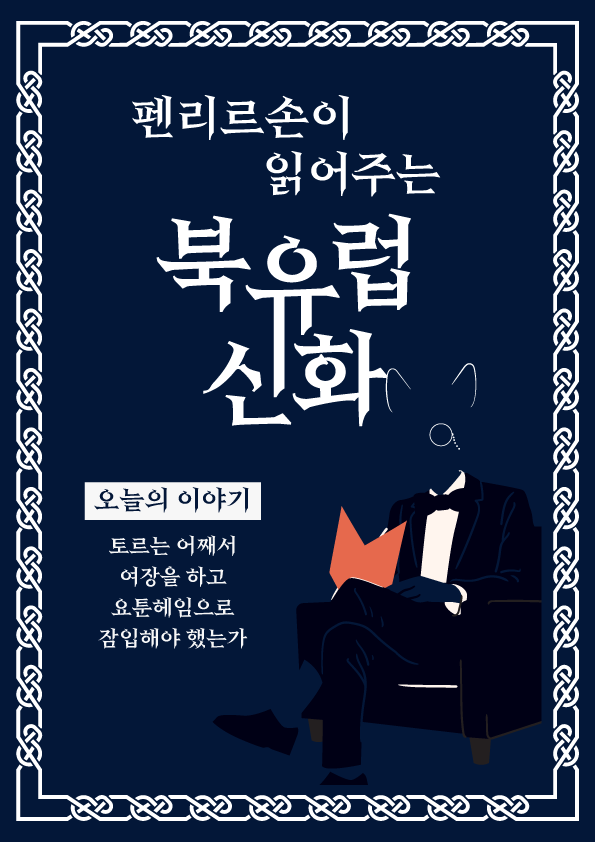 펜리르손이
읽어주는
북유럽
신화
오늘의 이야기
토르는 어째서
여장을 하고
요툰헤임으로
잠입해야 했는가